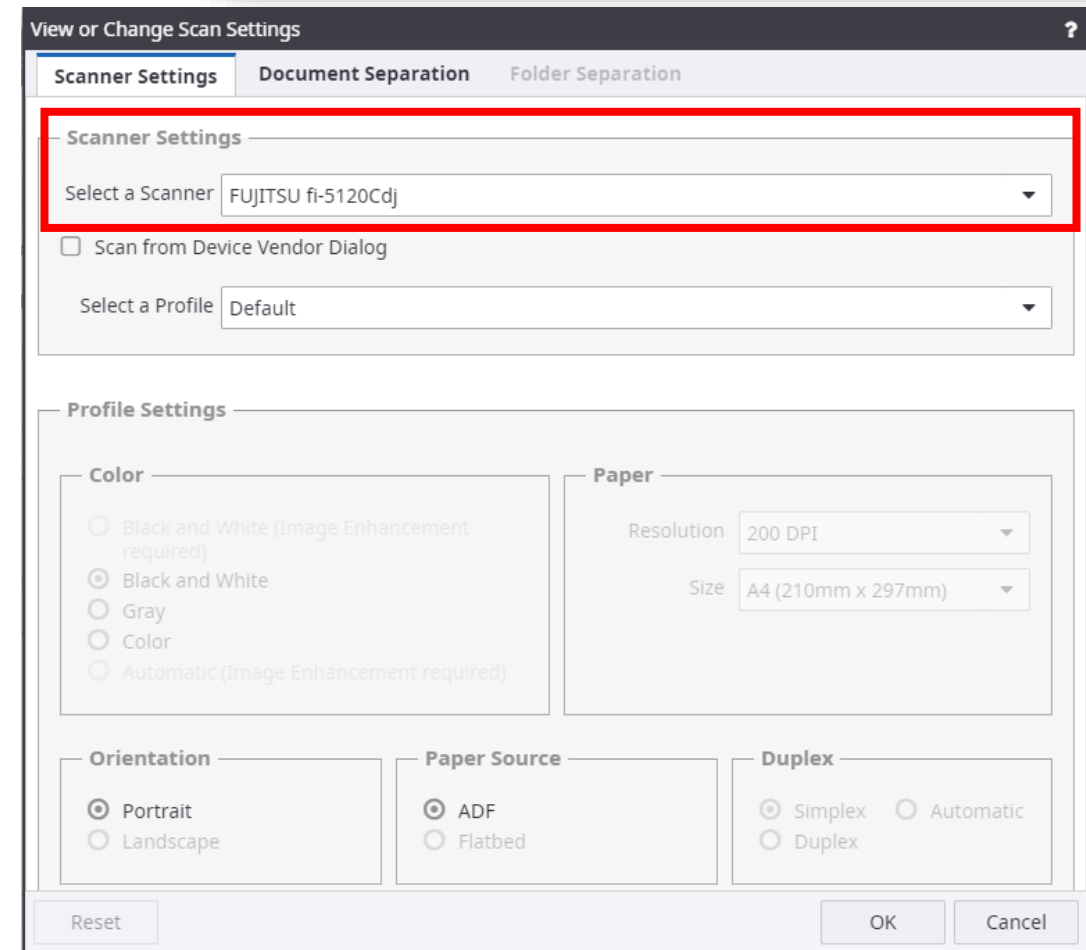 View or Change Scan Settings ?
Scanner Settings Document Separation Folder Separation
Scanner Settings
Select a Scanner FUJITSU fi-5120Cdj
Scan from Device Vendor Dialog
Select a Profile Default
Profile Settings
Color
Black and White (Image Enhancement
required)
Black and White
Gray
Color
Automatic (Image Enhancement required)
Paper
Resolution 200 DPI
Size A4 (210mm x 297mm)
Orientation
Portrait
Landscape
Paper Source
ADF
Flatbed
Duplex
Simplex Automatic
Duplex
Reset OK Cancel